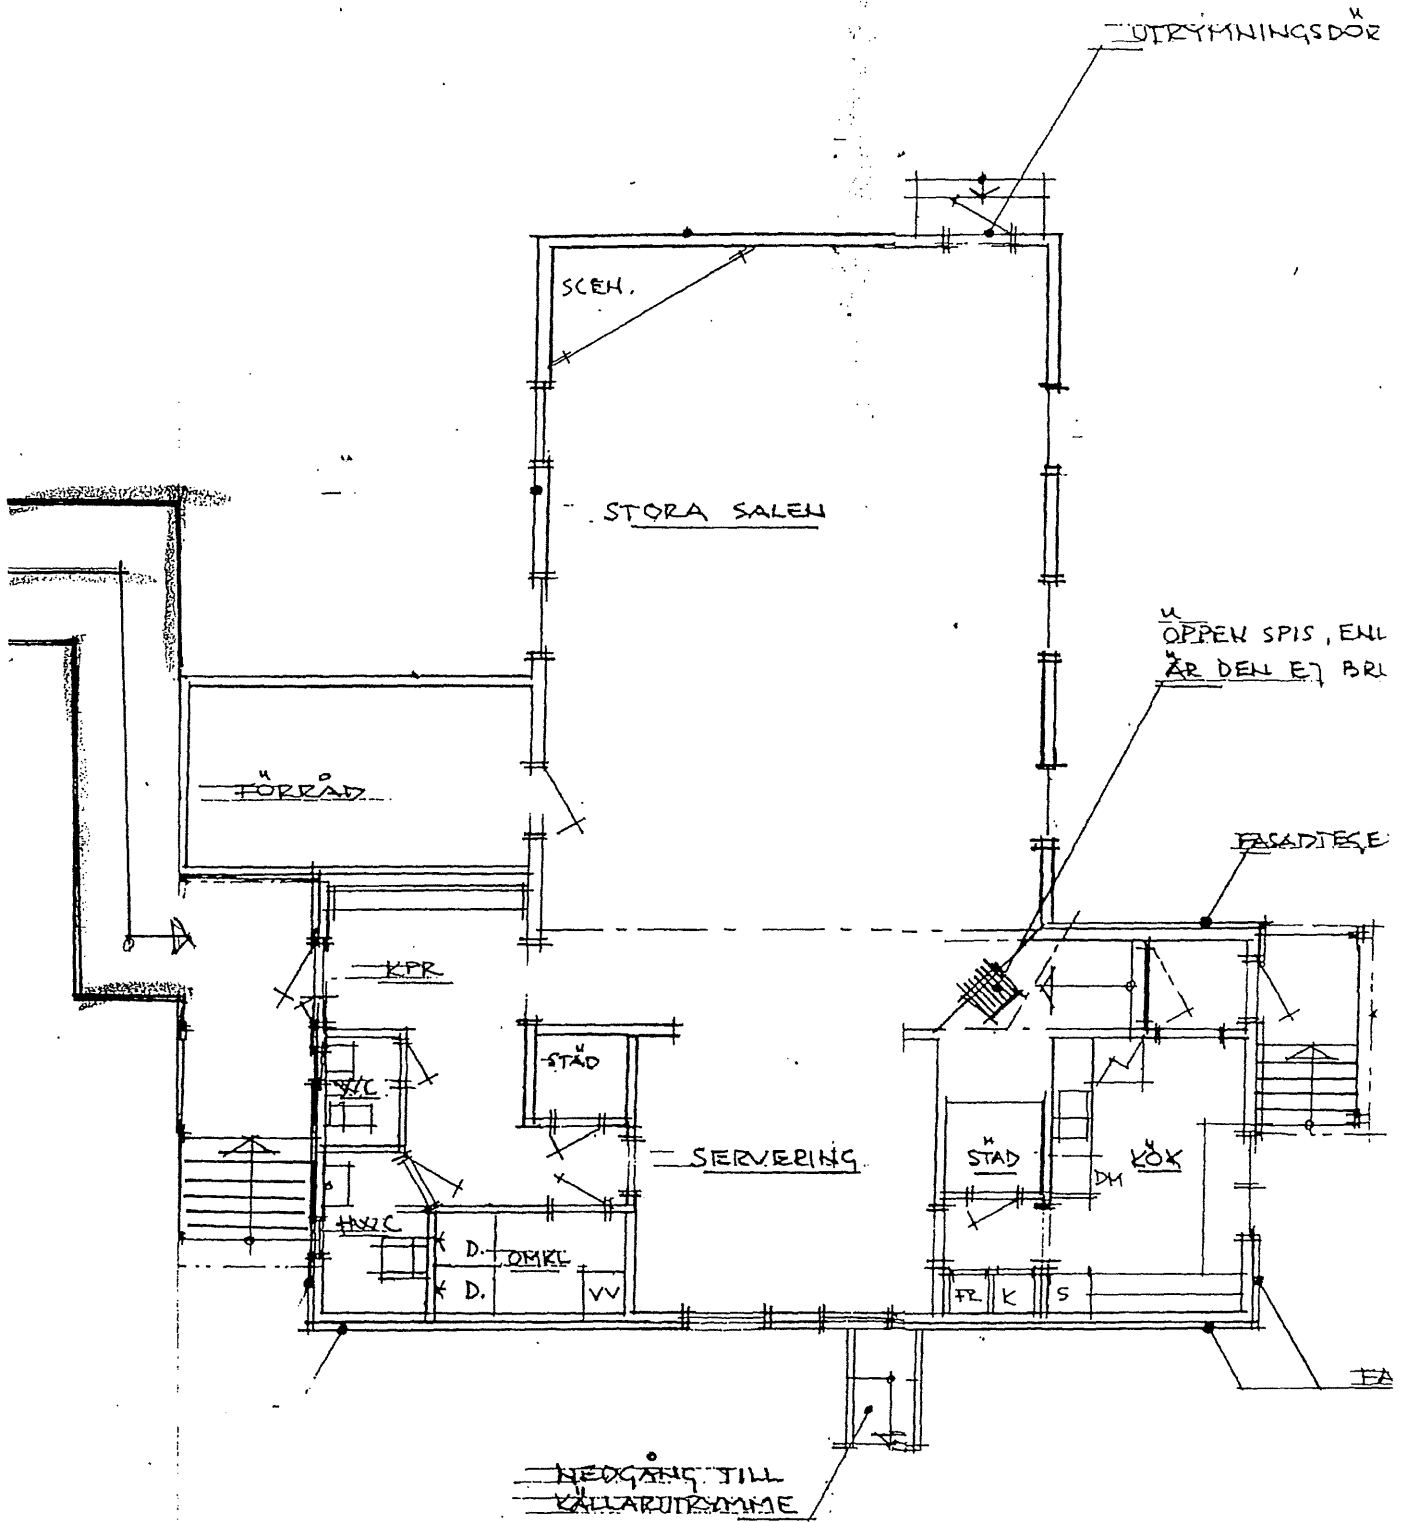 UTRYMNINGSDÖR
SCEN.
STORA SALEN
ÖPPEN SPIS, ENL
ÄR DEN EJ BRU
FÖRRÅD
FASADTEGE
KPR
STÄD
WC
SERVERING
STÄD
KÖK
DM
HWC
D.
OMKL
D.
VV
FR
K
S
FA
NEDGÅNG TILL
KÄLLARUTRYMME